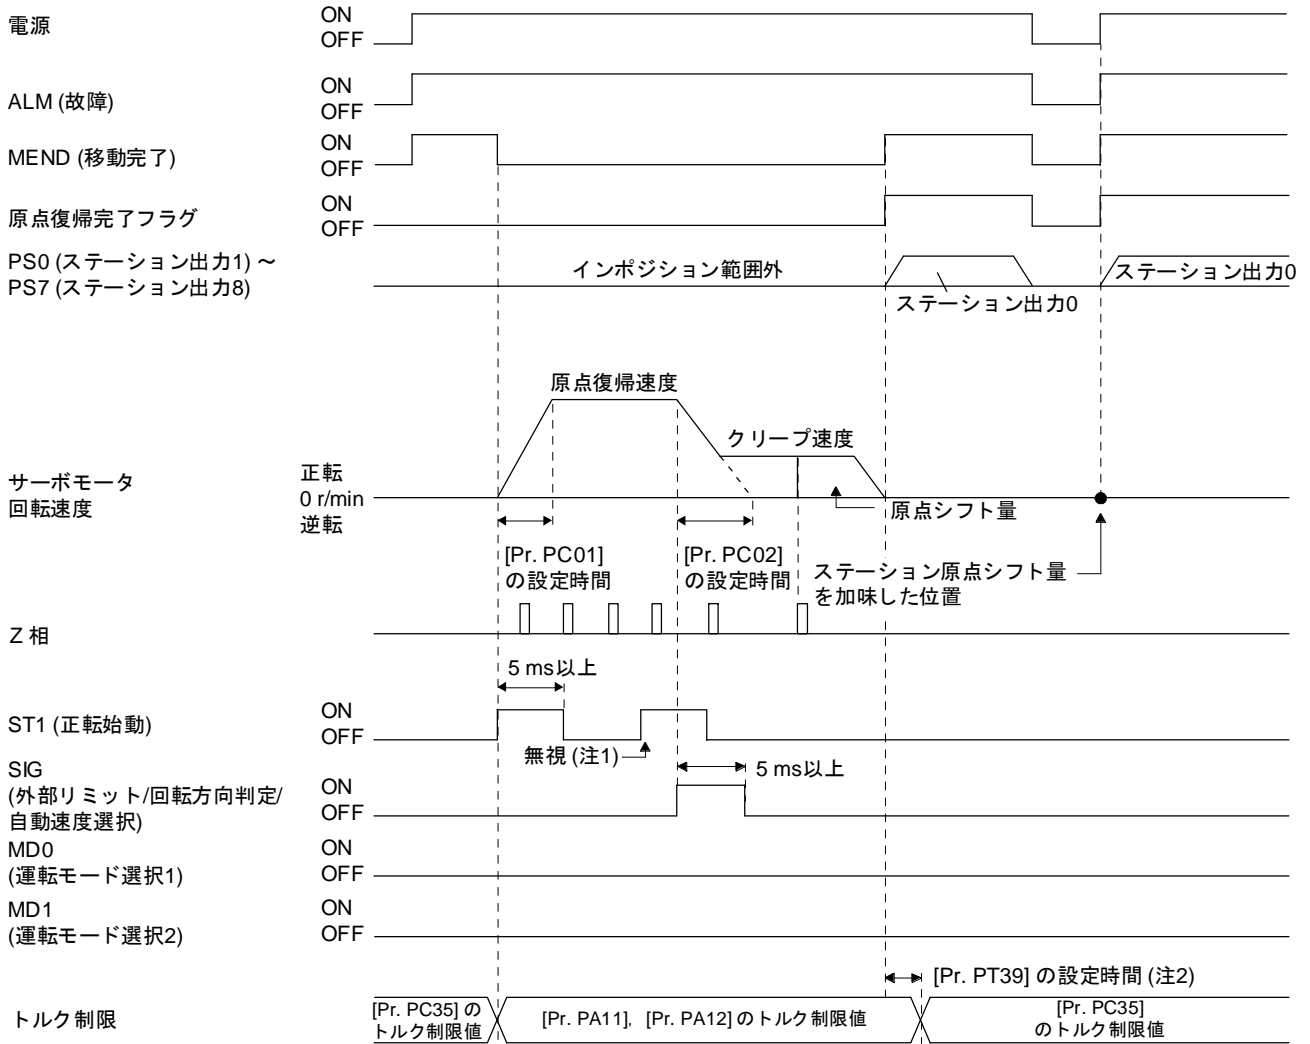 電源
ON
OFF
ALM (故障)
ON
OFF
MEND (移動完了)
ON
OFF
原点復帰完了フラグ
ON
OFF
PS0 (ステーション出力1) ～
PS7 (ステーション出力8)
インポジション範囲外
ステーション出力0
ステーション出力0
原点復帰速度
クリープ速度
サーボモータ
回転速度
正転
0 r/min
逆転
原点シフト量
[Pr. PC01]
の設定時間
[Pr. PC02]
の設定時間
ステーション原点シフト量
を加味した位置
Z 相
5 ms以上
ST1 (正転始動)
ON
OFF
無視 (注1)
5 ms以上
SIG
(外部リミット/回転方向判定/
自動速度選択)
ON
OFF
MD0
(運転モード選択1)
ON
OFF
MD1
(運転モード選択2)
ON
OFF
[Pr. PT39] の設定時間 (注2)
トルク制限
[Pr. PC35] の
トルク制限値
[Pr. PA11], [Pr. PA12] のトルク制限値
[Pr. PC35]
のトルク制限値